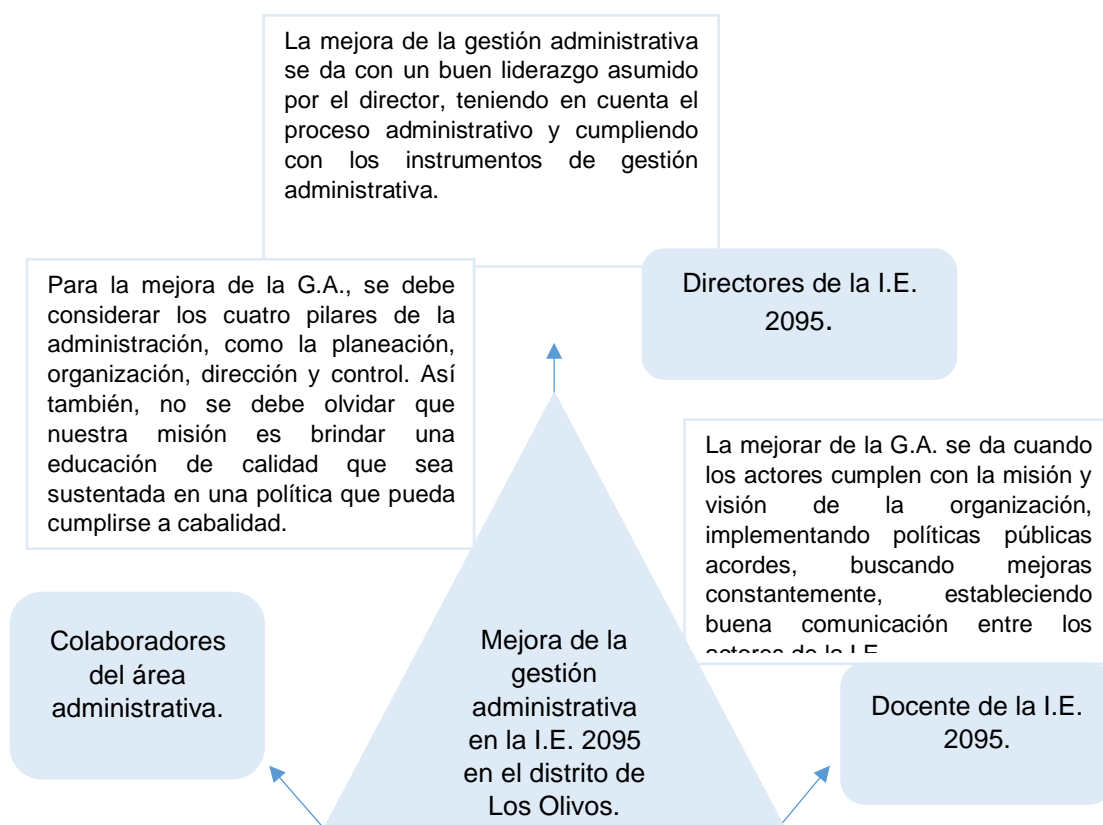 La mejora de la gestión administrativa
se da con un buen liderazgo asumido
por el director, teniendo en cuenta el
proceso administrativo y cumpliendo
con los instrumentos de gestión
administrativa.
Directores de la I.E.
2095.
Para la mejora de la G.A., se debe
considerar los cuatro pilares de la
administración, como la planeación,
organización, dirección y control. Así
también, no se debe olvidar que
nuestra misión es brindar una
educación de calidad que sea
sustentada en una política que pueda
cumplirse a cabalidad.
La mejorar de la G.A. se da cuando
los actores cumplen con la misión y
visión de la organización,
implementando políticas públicas
acordes, buscando mejoras
constantemente, estableciendo
buena comunicación entre los
actores de la I.E.
Colaboradores
del área
administrativa.
Mejora de la
gestión
administrativa
en la I.E. 2095
en el distrito de
Los Olivos.
Docente de la I.E.
2095.